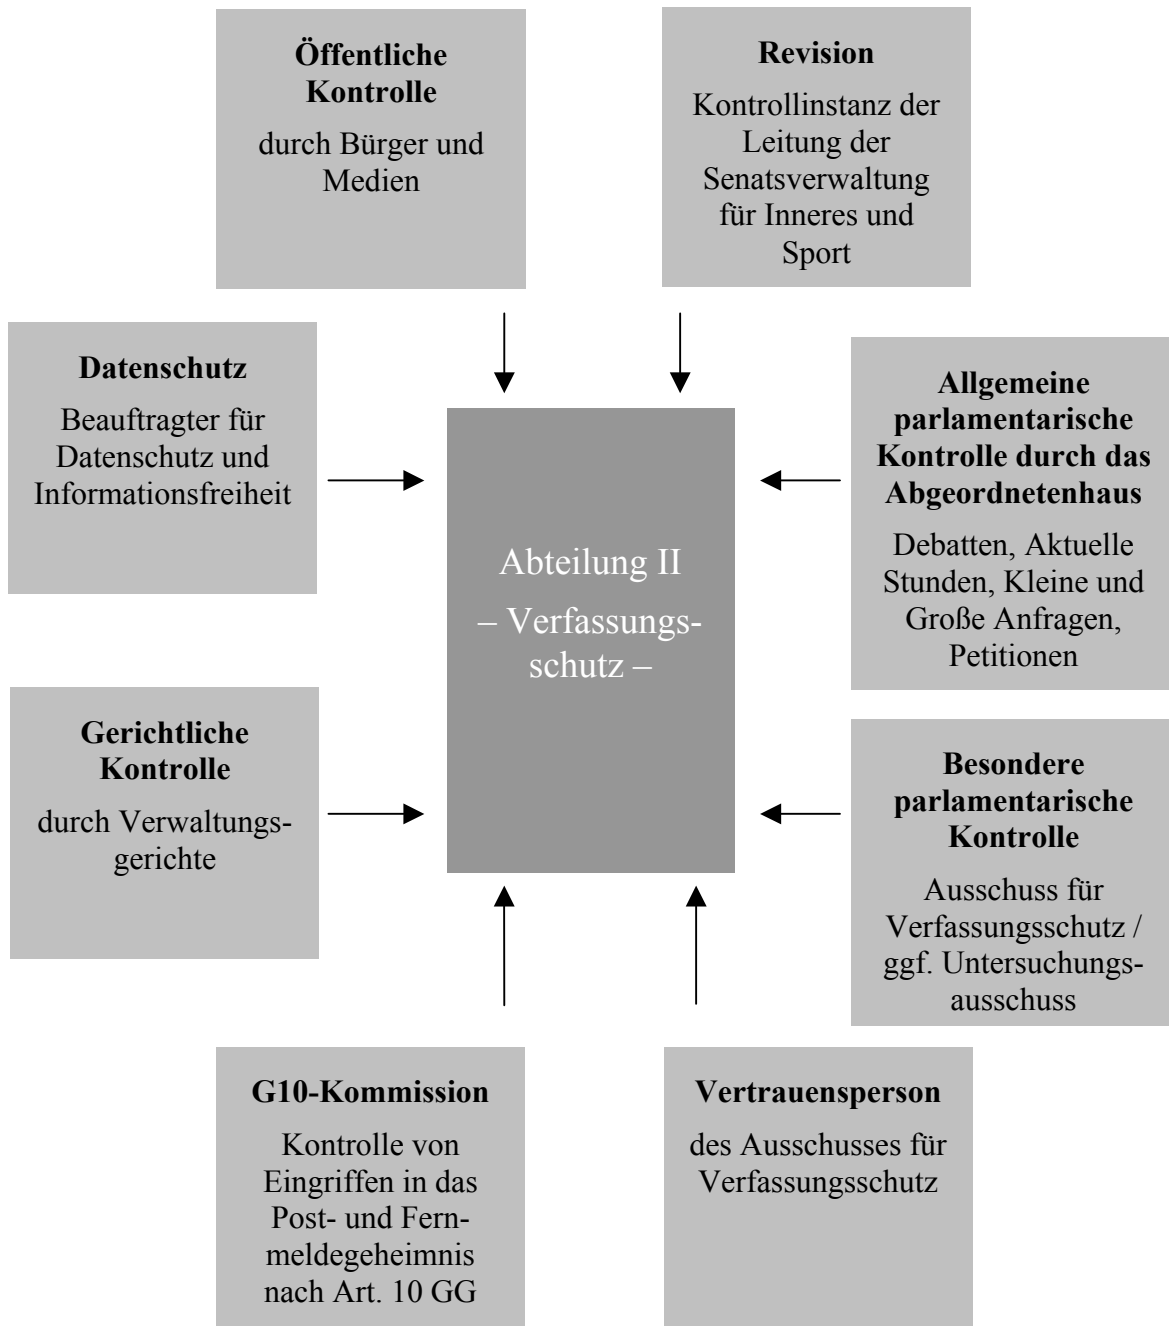 Öffentliche
Kontrolle
durch Bürger und
Medien
Revision
Kontrollinstanz der
Leitung der
Senatsverwaltung
für Inneres und
Sport
Datenschutz
Beauftragter für
Datenschutz und
Informationsfreiheit
Allgemeine
parlamentarische
Kontrolle durch das
Abgeordnetenhaus
Debatten, Aktuelle
Stunden, Kleine und
Große Anfragen,
Petitionen
Abteilung II
– Verfassungs-
schutz –
Gerichtliche
Kontrolle
durch Verwaltungs-
gerichte
Besondere
parlamentarische
Kontrolle
Ausschuss für
Verfassungsschutz /
ggf. Untersuchungs-
ausschuss
G10-Kommission
Kontrolle von
Eingriffen in das
Post- und Fern-
meldegeheimnis
nach Art. 10 GG
Vertrauensperson
des Ausschusses für
Verfassungsschutz